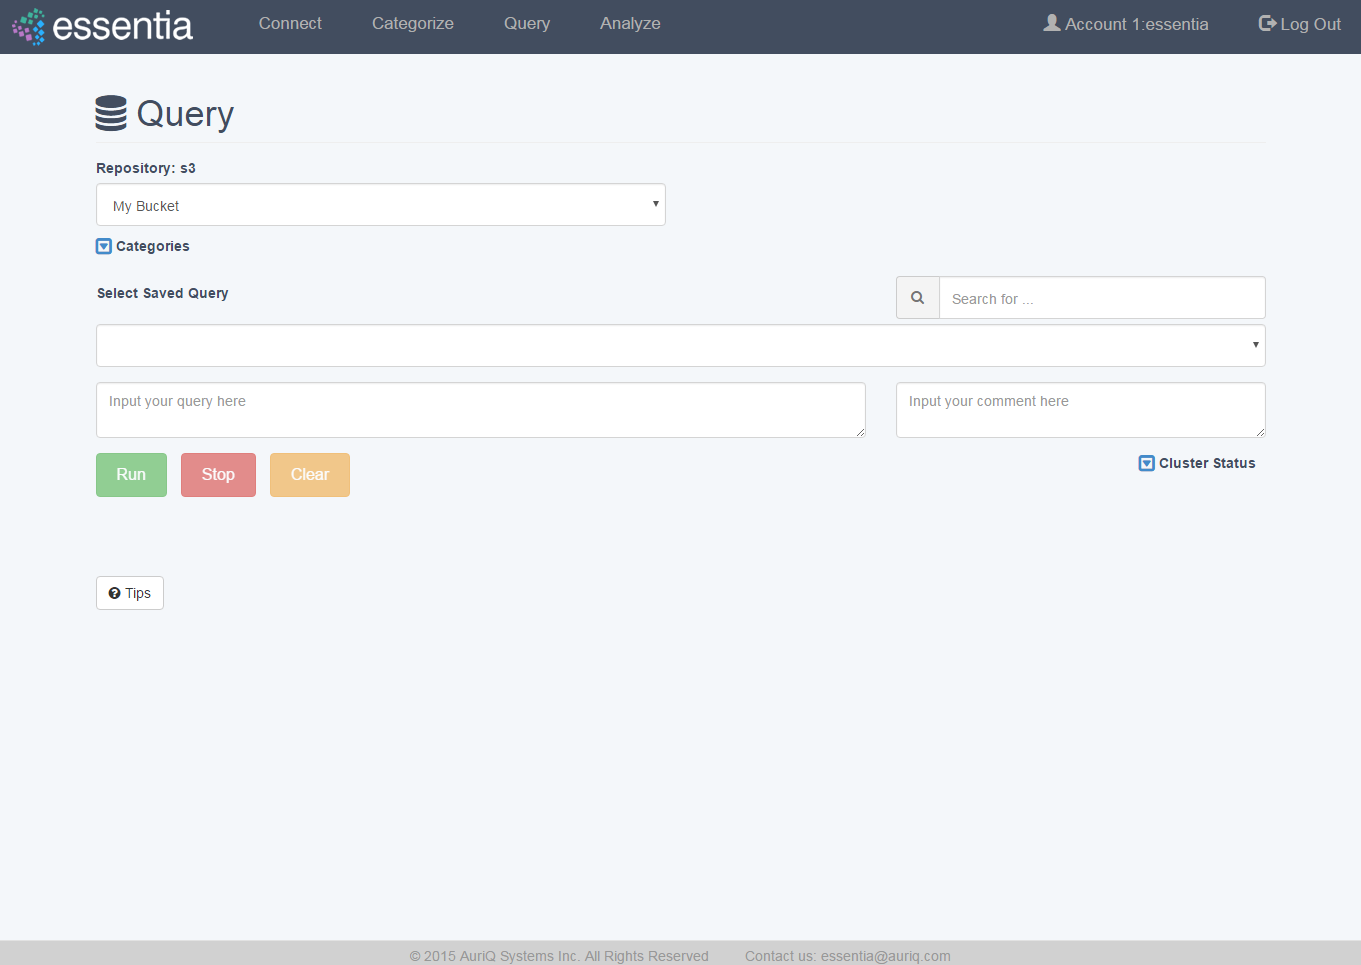 essentia Connect Categorize Query Analyze Account 1:essentia Log Out
Query
Repository: s3
My Bucket
Categories
Select Saved Query
Search for ...
Input your query here Input your comment here
Run Stop Clear Cluster Status
Tips
© 2015 AuriQ Systems Inc. All Rights Reserved Contact us: essentia@auriq.com